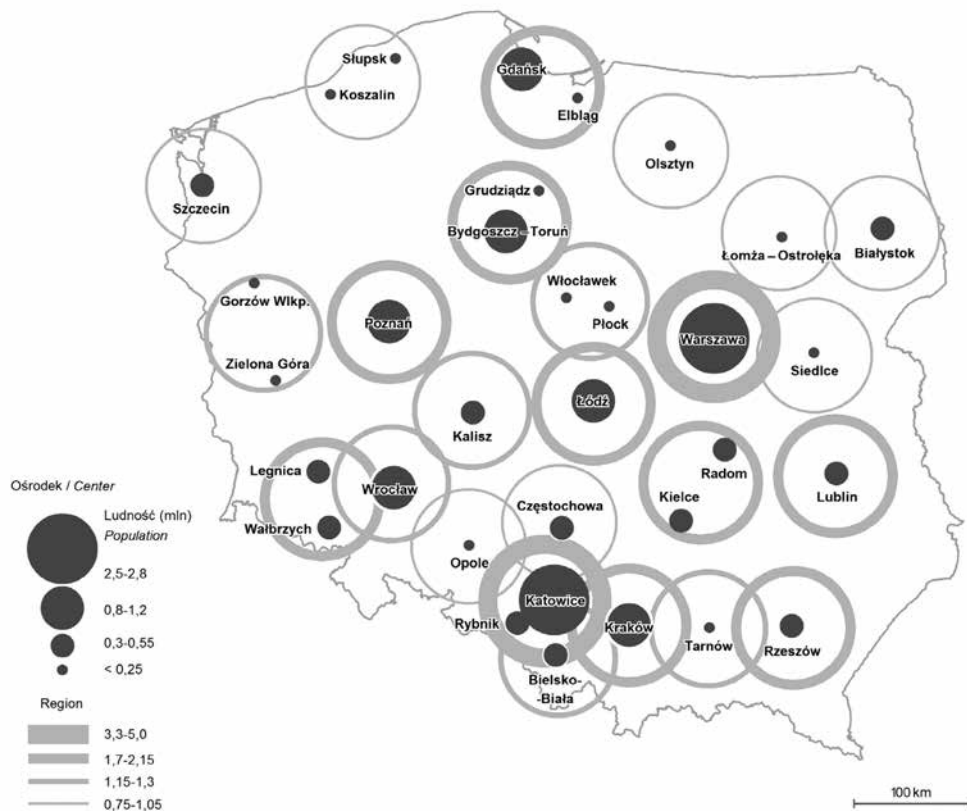 Słupsk
Koszalin
Gdańsk
Elbląg
Olsztyn
Szczecin
Grudziądz
Bydgoszcz – Toruń
Łomża – Ostrołęka
Białystok
Włocławek
Płock
Gorzów Wlkp.
Poznań
Warszawa
Zielona Góra
Siedlce
Kalisz
Łódź
Radom
Legnica
Wrocław
Kielce
Lublin
Wałbrzych
Częstochowa
Opole
Katowice
Rybnik
Kraków
Tarnów
Rzeszów
Bielsko-
-Biała
Ośrodek / Center
Ludność (mln)
Population
2,5-2,8
0,8-1,2
0,3-0,55
< 0,25
Region
3,3-5,0
1,7-2,15
1,15-1,3
0,75-1,05
100 km